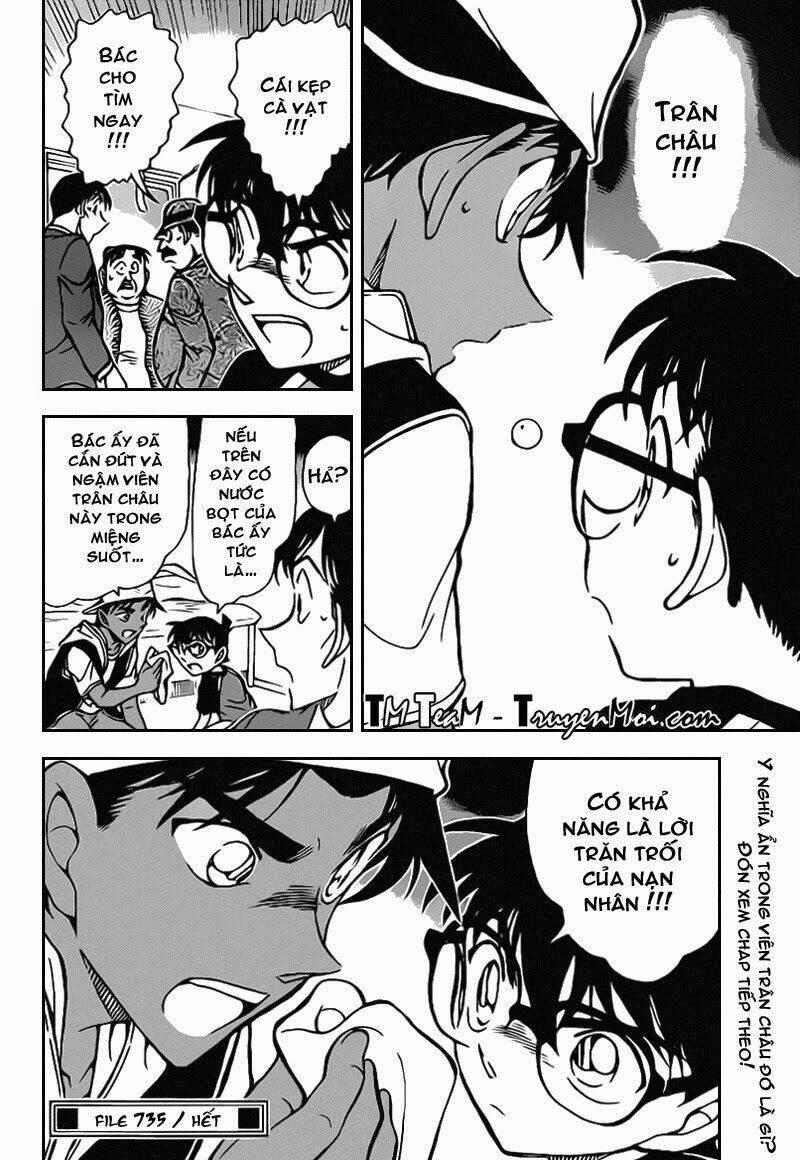 TRÂN
CHÂU
!!!
CÁI KẸP
CÀ VẠT
!!!
BÁC
CHO
TÌM
NGAY
!!!
HẢ?
NẾU
TRÊN
ĐÂY CÓ
NƯỚC
BỌT CỦA
BÁC ẤY
TỨC
LÀ...
BÁC ẤY ĐÃ
CẮN ĐỨT VÀ
NGẬM VIÊN
TRÂN CHÂU
NÀY TRONG
MIỆNG
SUỐT...
TM TEAM - TRUYENMOI.COM
CÓ KHẢ
NĂNG LÀ LỜI
TRĂN TRỐI
CỦA NẠN
NHÂN !!!
Ý NGHĨA ẨN TRONG VIÊN TRÂN CHÂU ĐÓ LÀ GÌ?
ĐÓN XEM CHAP TIẾP THEO!
FILE 735 / HẾT